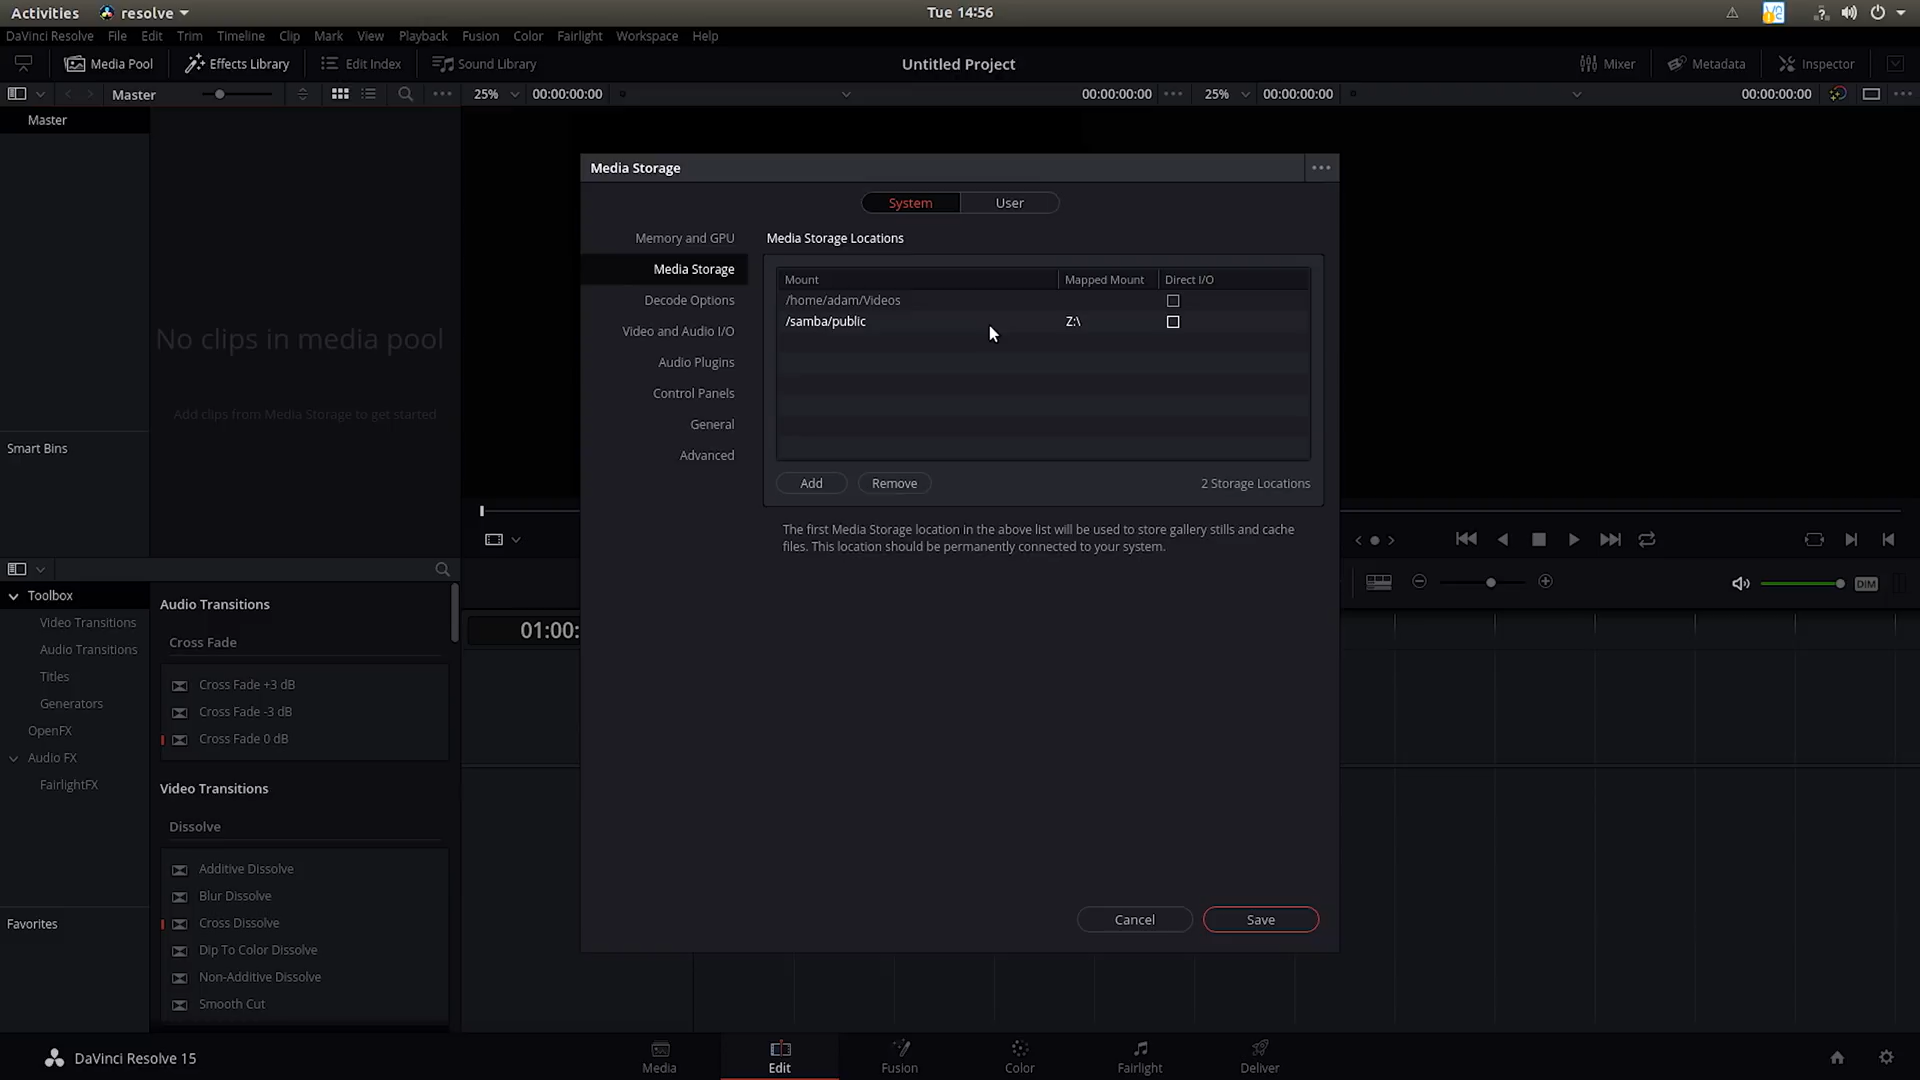 Activities
resolve
Tue 14:56
DaVinci Resolve File Edit Trim Timeline Clip Mark View Playback Fusion Color Fairlight Workspace Help
Media Pool
Effects Library
Edit Index
Sound Library
Untitled Project
Mixer
Metadata
Inspector
Master
25%
00:00:00:00
00:00:00:00
25%
00:00:00:00
00:00:00:00
Master
No clips in media pool
Add clips from Media Storage to get started
Smart Bins
Media Storage
System
User
Memory and GPU
Media Storage
Decode Options
Video and Audio I/O
Audio Plugins
Control Panels
General
Advanced
Media Storage Locations
Mount
Mapped Mount
Direct I/O
/home/adam/Videos
/samba/public
Z:\
Add
Remove
2 Storage Locations
The first Media Storage location in the above list will be used to store gallery stills and cache
files. This location should be permanently connected to your system.
Cancel
Save
DIM
01:00:
Toolbox
Video Transitions
Audio Transitions
Titles
Generators
OpenFX
Audio FX
FairlightFX
Favorites
Audio Transitions
Cross Fade
Cross Fade +3 dB
Cross Fade -3 dB
Cross Fade 0 dB
Video Transitions
Dissolve
Additive Dissolve
Blur Dissolve
Cross Dissolve
Dip To Color Dissolve
Non-Additive Dissolve
Smooth Cut
DaVinci Resolve 15
Media
Edit
Fusion
Color
Fairlight
Deliver